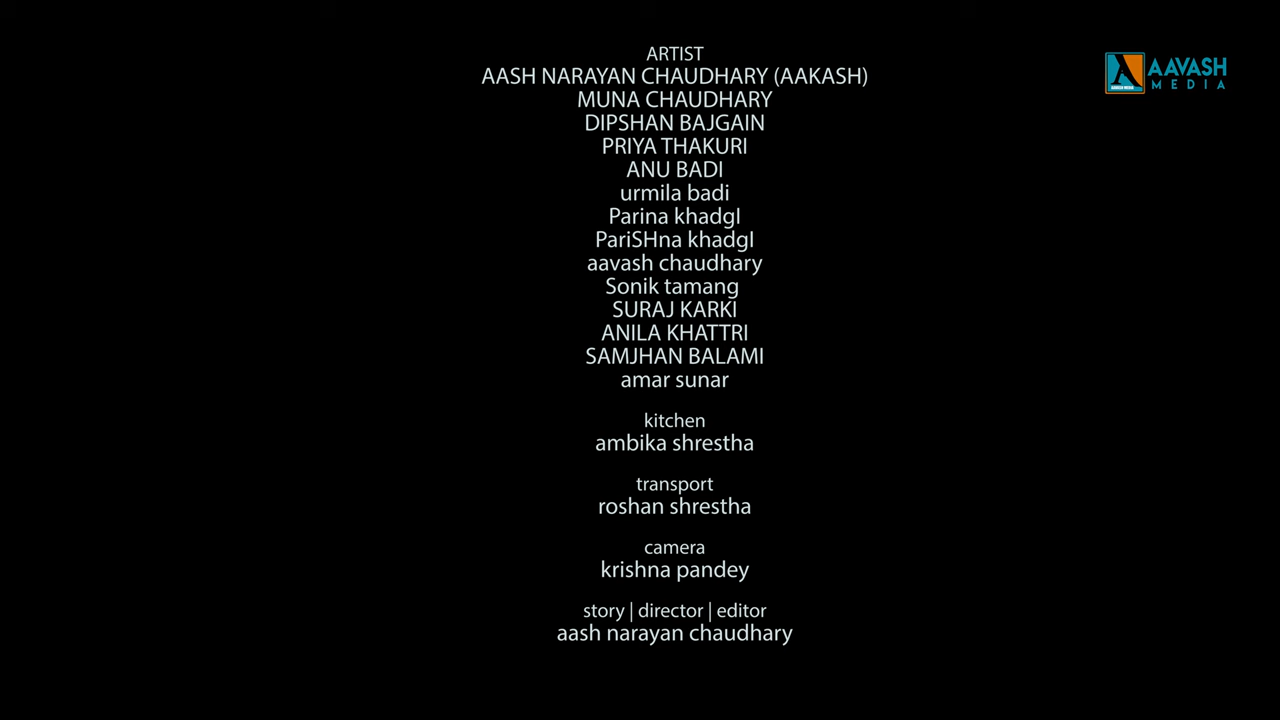 ARTIST
AASH NARAYAN CHAUDHARY (AAKASH)
MUNA CHAUDHARY
DIPSHAN BAJGAIN
PRIYA THAKURI
ANU BADI
urmila badi
Parina khadgI
PariSHna khadgI
aavash chaudhary
Sonik tamang
SURAJ KARKI
ANILA KHATTRI
SAMJHAN BALAMI
amar sunar
kitchen
ambika shrestha
transport
roshan shrestha
camera
krishna pandey
story | director | editor
aash narayan chaudhary
AAVASH
MEDIA
AAVASH MEDIA